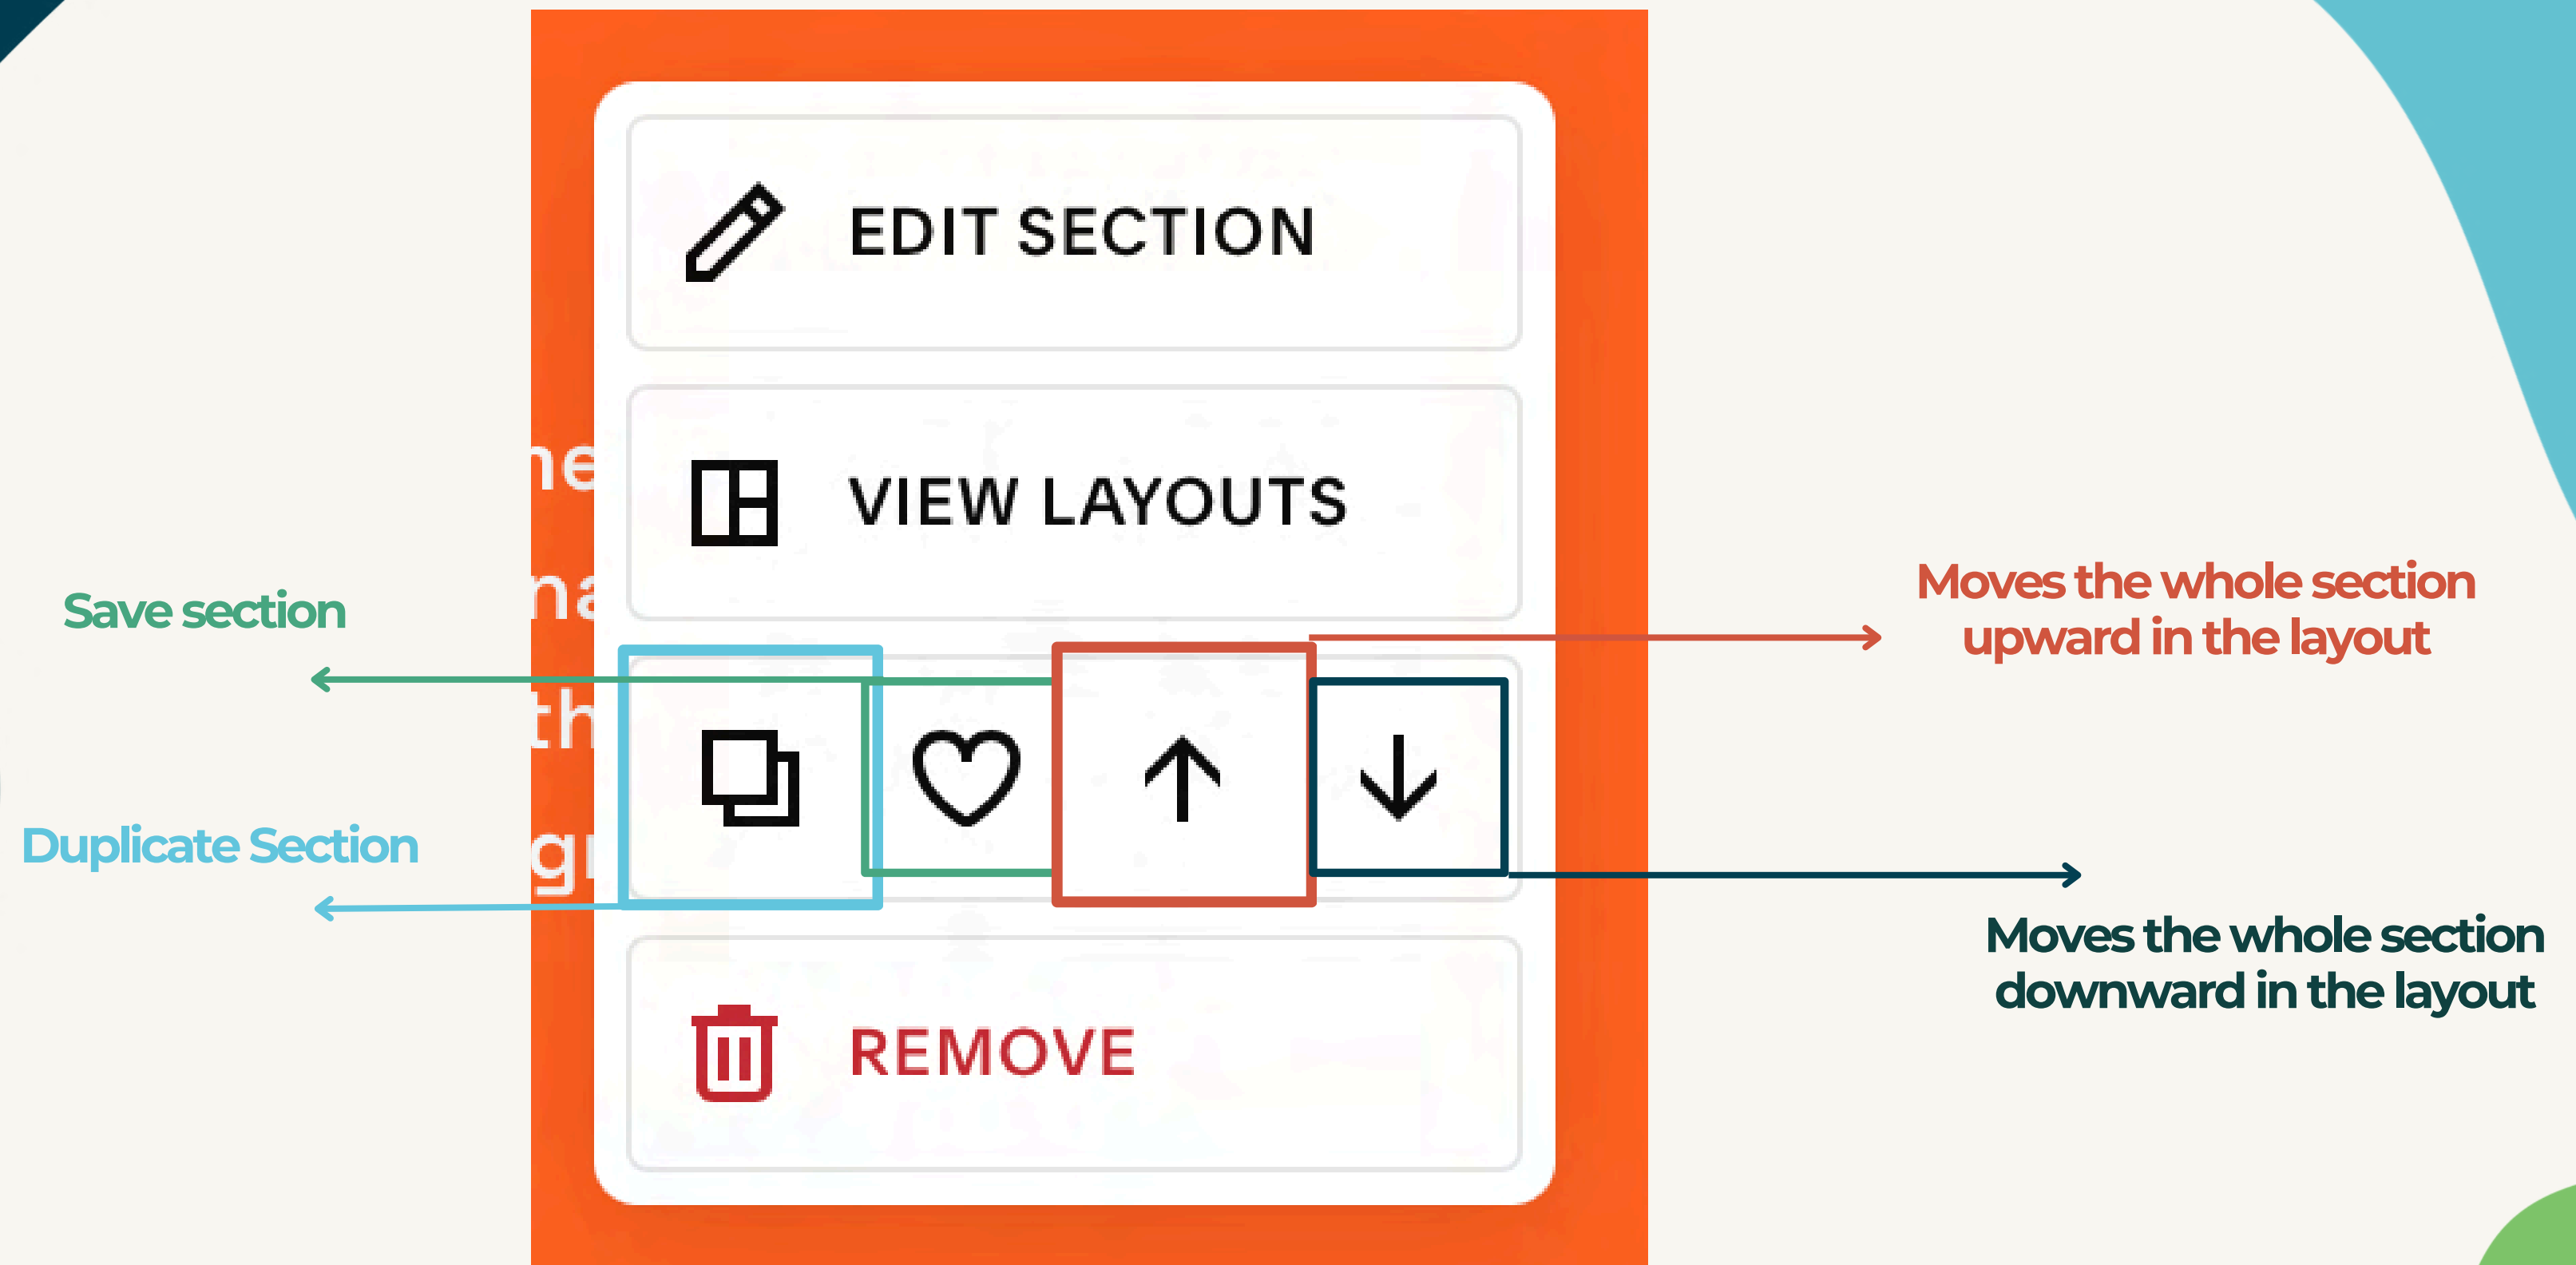 EDIT SECTION
VIEW LAYOUTS
Save section
Duplicate Section
Moves the whole section
upward in the layout
Moves the whole section
downward in the layout
REMOVE